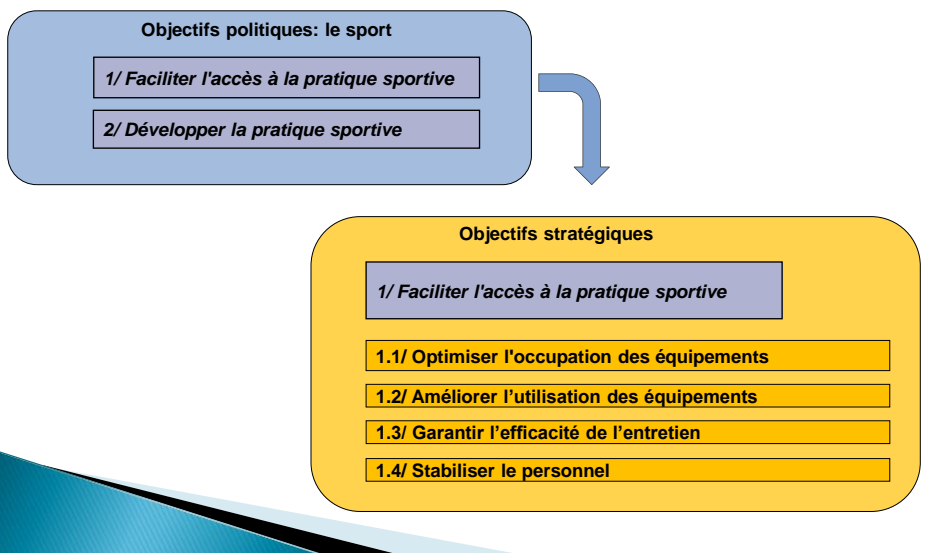 Objectifs politiques: le sport
1/ Faciliter l'accès à la pratique sportive
2/ Développer la pratique sportive
Objectifs stratégiques
1/ Faciliter l'accès à la pratique sportive
1.1/ Optimiser l'occupation des équipements
1.2/ Améliorer l’utilisation des équipements
1.3/ Garantir l’efficacité de l’entretien
1.4/ Stabiliser le personnel